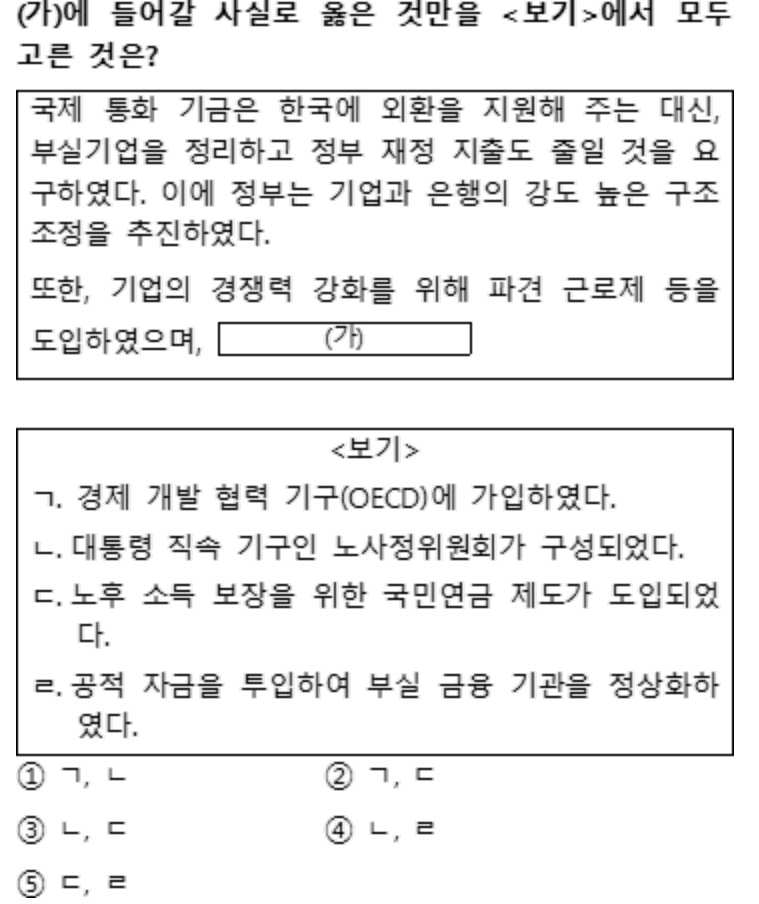 (가)에 들어갈 사실로 옳은 것만을 <보기>에서 모두
고른 것은?
국제 통화 기금은 한국에 외환을 지원해 주는 대신,
부실기업을 정리하고 정부 재정 지출도 줄일 것을 요
구하였다. 이에 정부는 기업과 은행의 강도 높은 구조
조정을 추진하였다.
또한, 기업의 경쟁력 강화를 위해 파견 근로제 등을
도입하였으며, (가)
<보기>
ㄱ. 경제 개발 협력 기구(OECD)에 가입하였다.
ㄴ. 대통령 직속 기구인 노사정위원회가 구성되었다.
ㄷ. 노후 소득 보장을 위한 국민연금 제도가 도입되었
다.
ㄹ. 공적 자금을 투입하여 부실 금융 기관을 정상화하
였다.
① ㄱ, ㄴ ② ㄱ, ㄷ
③ ㄴ, ㄷ ④ ㄴ, ㄹ
⑤ ㄷ, ㄹ